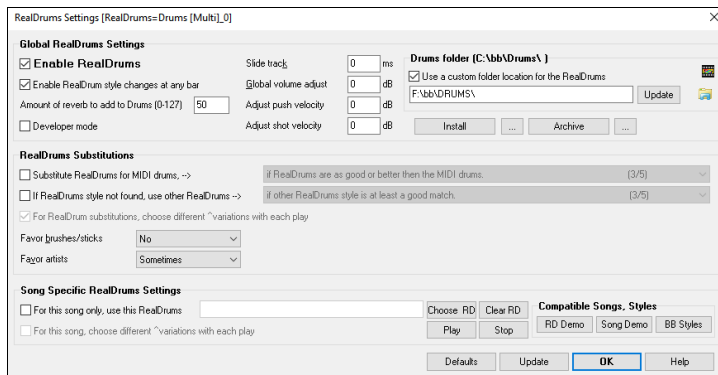 RealDrums Settings [RealDrums=Drums [Multi]_0]
Global RealDrums Settings
Enable RealDrums
Enable RealDrum style changes at any bar
Amount of reverb to add to Drums (0-127) 50
Developer mode
Slide track 0 ms
Global volume adjust 0 dB
Adjust push velocity 0 dB
Adjust shot velocity 0 dB
Drums folder (C:\bb\Drums\ )
Use a custom folder location for the RealDrums
F:\bb\DRUMS\ Update
Install ... Archive ...
RealDrums Substitutions
Substitute RealDrums for MIDI drums, --> if RealDrums are as good or better then the MIDI drums. (3/5)
If RealDrums style not found, use other RealDrums --> if other RealDrums style is at least a good match. (3/5)
For RealDrum substitutions, choose different ^variations with each play
Favor brushes/sticks No
Favor artists Sometimes
Song Specific RealDrums Settings
For this song only, use this RealDrums Choose RD Clear RD
For this song, choose different ^variations with each play Play Stop
Compatible Songs, Styles
RD Demo Song Demo BB Styles
Defaults Update OK Help